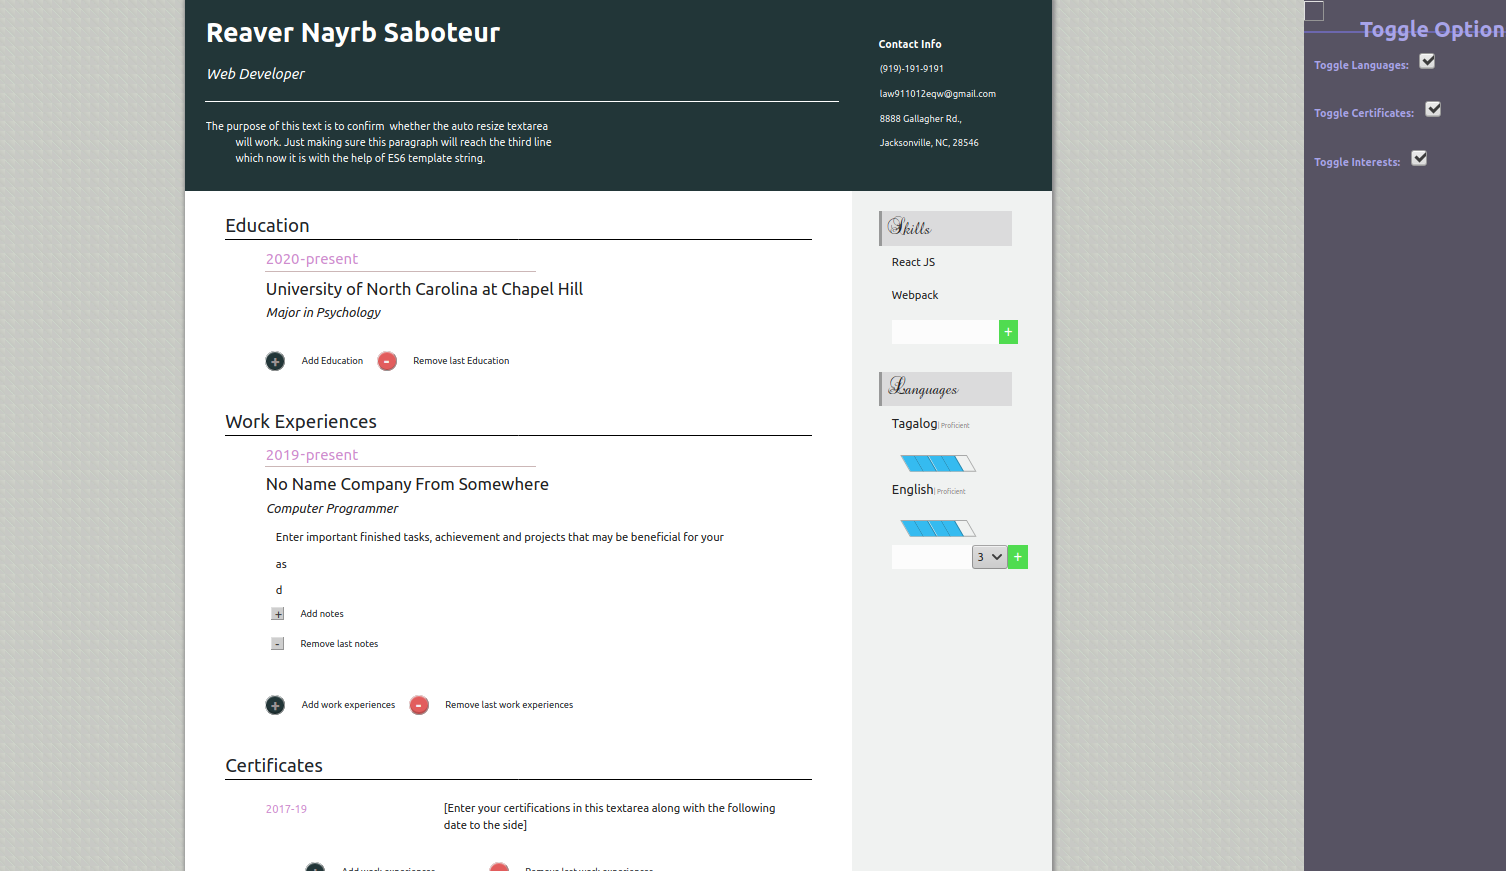 Reaver Nayrb Saboteur
Web Developer
The purpose of this text is to confirm  whether the auto resize textarea
will work. Just making sure this paragraph will reach the third line
which now it is with the help of ES6 template string.
Contact Info
(919)-191-9191
law911012eqw@gmail.com
8888 Gallagher Rd.,
Jacksonville, NC, 28546
Education
2020-present
University of North Carolina at Chapel Hill
Major in Psychology
+ Add Education - Remove last Education
Work Experiences
2019-present
No Name Company From Somewhere
Computer Programmer
Enter important finished tasks, achievement and projects that may be beneficial for your
as
d
+ Add notes
- Remove last notes
+ Add work experiences - Remove last work experiences
Certificates
2017-19
[Enter your certifications in this textarea along with the following
date to the side]
Add work experiences Remove last work experiences
Skills
React JS
Webpack
+
Languages
Tagalog| Proficient
English| Proficient
3 +
Toggle Option
Toggle Languages:
Toggle Certificates:
Toggle Interests: